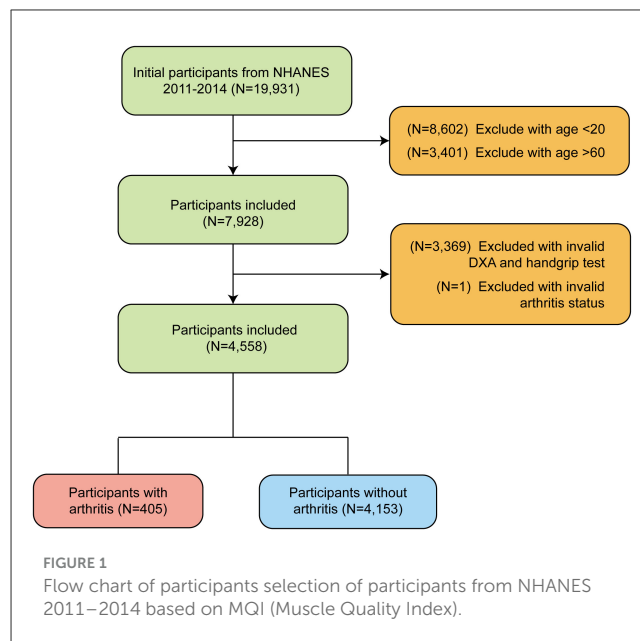 Initial participants from NHANES
2011-2014 (N=19,931)
(N=8,602) Exclude with age <20
(N=3,401) Exclude with age >60
Participants included
(N=7,928)
(N=3,369) Excluded with invalid
DXA and handgrip test
(N=1) Excluded with invalid
arthritis status
Participants included
(N=4,558)
Participants with
arthritis (N=405)
Participants without
arthritis (N=4,153)
FIGURE 1
Flow chart of participants selection of participants from NHANES
2011–2014 based on MQI (Muscle Quality Index).